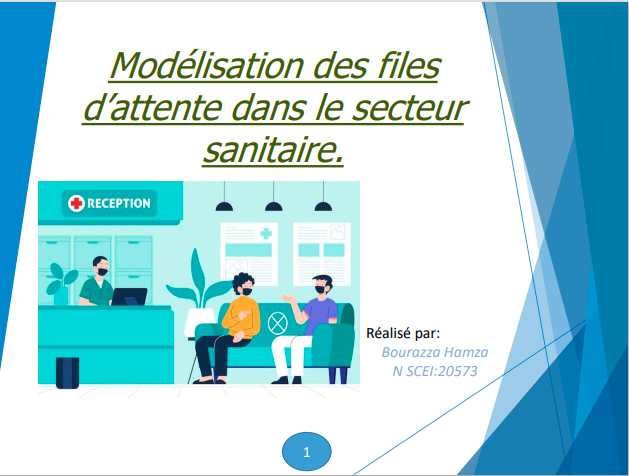 Modélisation des files
d'attente dans le secteur
sanitaire.
RECEPTION
Réalisé par:
Bourazza Hamza
N SCEI:20573
1